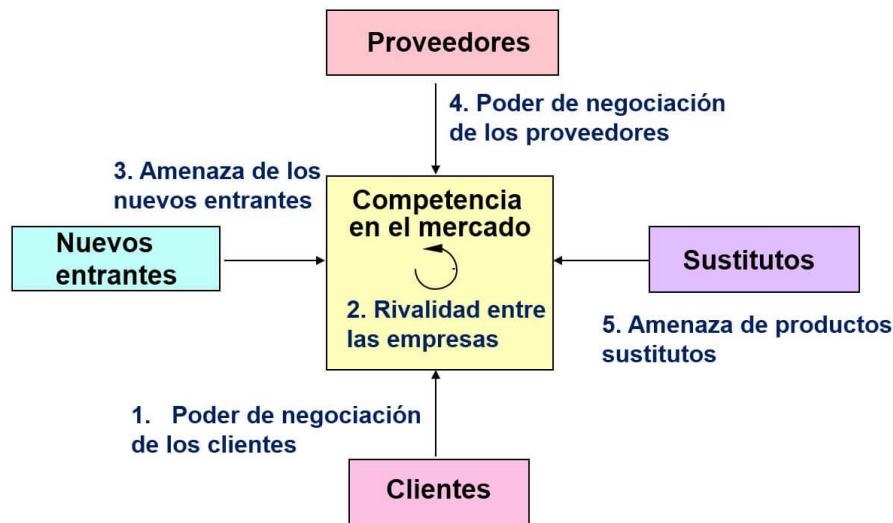 Proveedores
4. Poder de negociación
de los proveedores
3. Amenaza de los
nuevos entrantes
Competencia
en el mercado
Nuevos
entrantes
Sustitutos
2. Rivalidad entre
las empresas
5. Amenaza de productos
sustitutos
1. Poder de negociación
de los clientes
Clientes